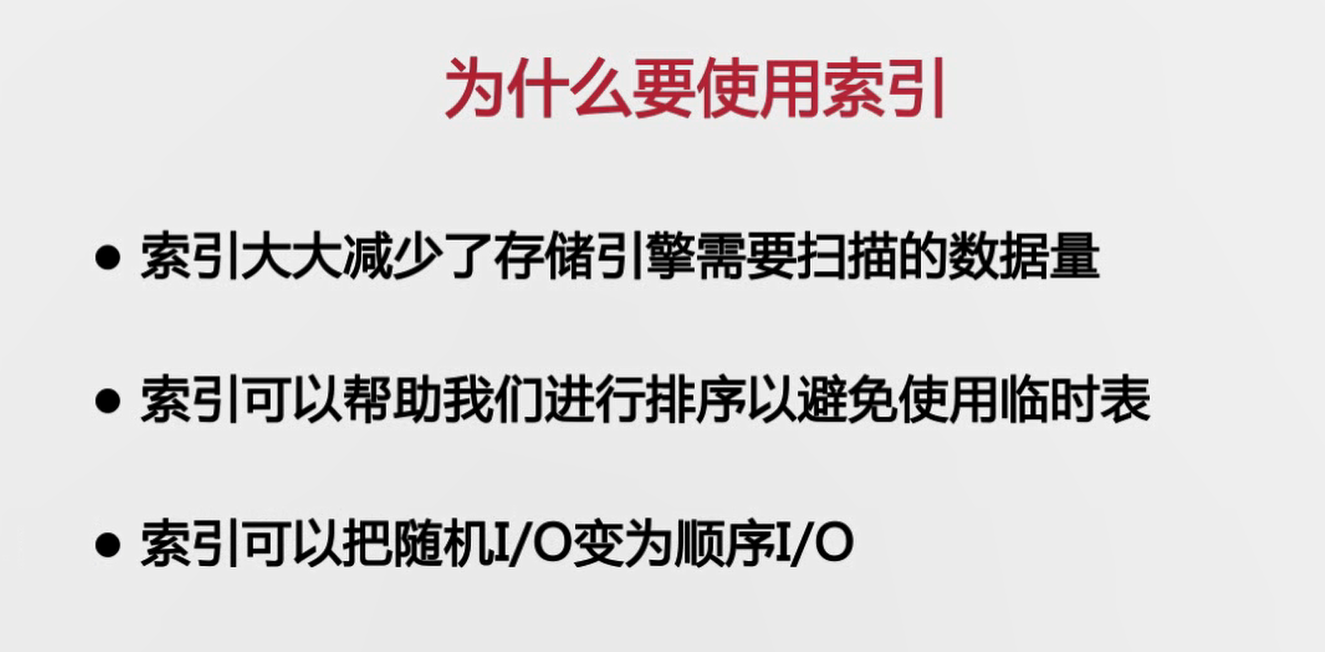 为什么要使用索引
● 索引大大减少了存储引擎需要扫描的数据量
● 索引可以帮助我们进行排序以避免使用临时表
● 索引可以把随机I/O变为顺序I/O